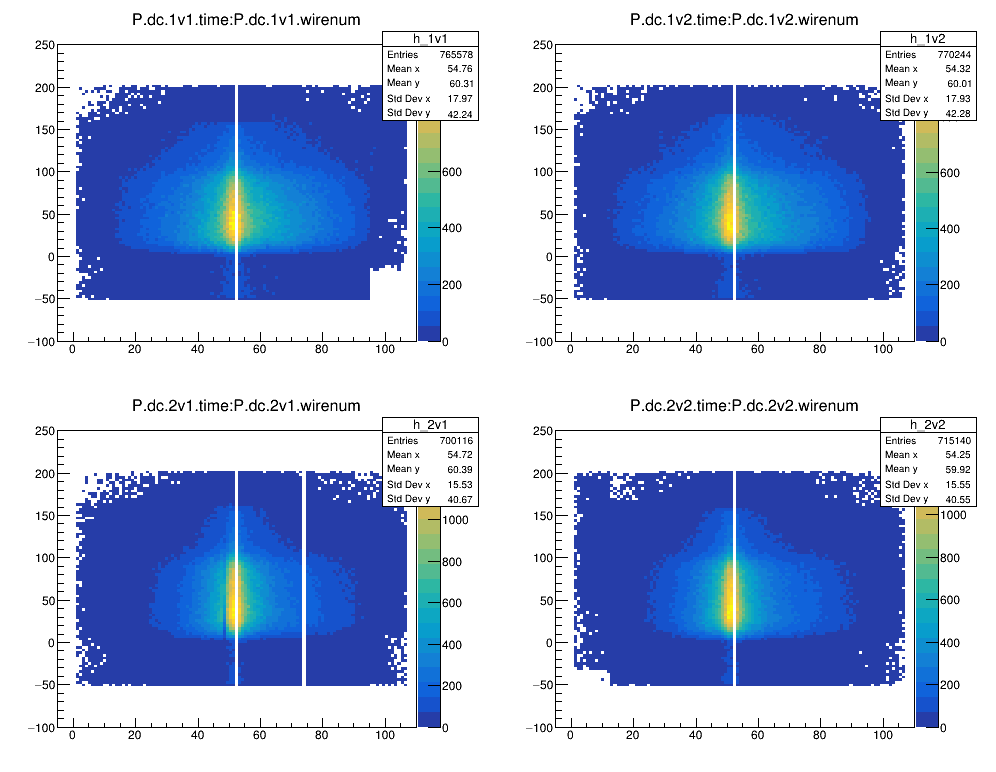 P.dc.1v1.time:P.dc.1v1.wirenum
h_1v1
Entries 765578
Mean x 54.76
Mean y 60.31
Std Dev x 17.97
Std Dev y 42.24
250
200
150
100
50
0
−50
−100
0 20 40 60 80 100
600
400
200
0
P.dc.1v2.time:P.dc.1v2.wirenum
h_1v2
Entries 770244
Mean x 54.32
Mean y 60.01
Std Dev x 17.93
Std Dev y 42.28
250
200
150
100
50
0
−50
−100
0 20 40 60 80 100
600
400
200
0
P.dc.2v1.time:P.dc.2v1.wirenum
h_2v1
Entries 700116
Mean x 54.72
Mean y 60.39
Std Dev x 15.53
Std Dev y 40.67
250
200
150
100
50
0
−50
−100
0 20 40 60 80 100
1000
800
600
400
200
0
P.dc.2v2.time:P.dc.2v2.wirenum
h_2v2
Entries 715140
Mean x 54.25
Mean y 59.92
Std Dev x 15.55
Std Dev y 40.55
250
200
150
100
50
0
−50
−100
0 20 40 60 80 100
1000
800
600
400
200
0